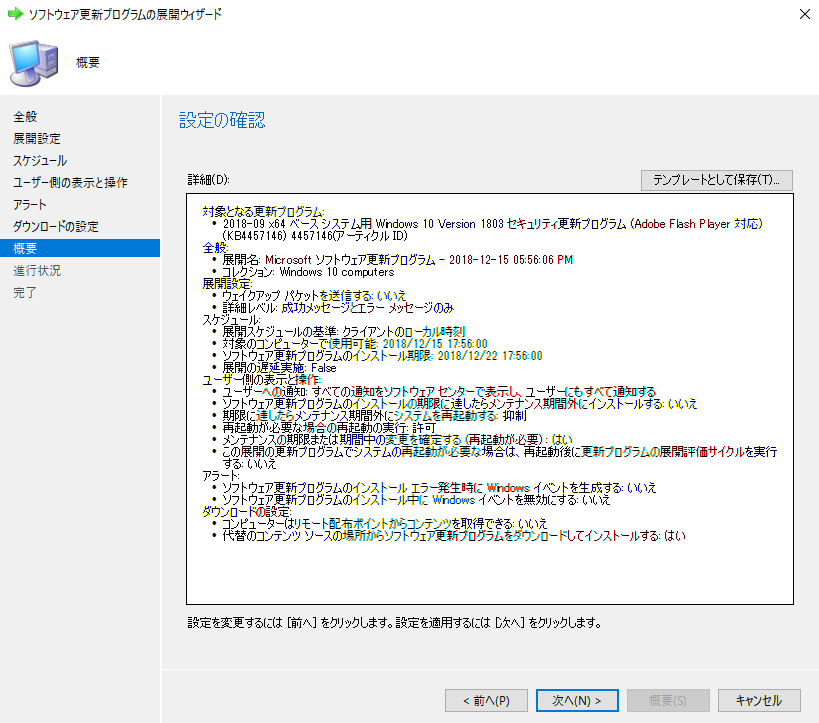 ソフトウェア更新プログラムの展開ウィザード
概要
全般
展開設定
スケジュール
ユーザー側の表示と操作
アラート
ダウンロードの設定
概要
進行状況
完了
設定の確認
詳細(D):
テンプレートとして保存(T)...
対象となる更新プログラム:
• 2018-09 x64 ベース システム用 Windows 10 Version 1803 セキュリティ更新プログラム (Adobe Flash Player 対応)
(KB4457146) 4457146(アーティクル ID)
全般:
• 展開名: Microsoft ソフトウェア更新プログラム - 2018-12-15 05:56:06 PM
• コレクション: Windows 10 computers
展開設定:
• ウェイクアップ パケットを送信する: いいえ
• 詳細レベル: 成功メッセージとエラー メッセージのみ
スケジュール:
• 展開スケジュールの基準: クライアントのローカル時刻
• 対象のコンピューターで使用可能: 2018/12/15 17:56:00
• ソフトウェア更新プログラムのインストール期限: 2018/12/22 17:56:00
• 展開の遅延実施: False
ユーザー側の表示と操作:
• ユーザーへの通知: すべての通知をソフトウェア センターで表示し、ユーザーにもすべて通知する
• ソフトウェア更新プログラムのインストールの期限に達したらメンテナンス期間外にインストールする: いいえ
• 期限に達したらメンテナンス期間外にシステムを再起動する: 抑制
• 再起動が必要な場合の再起動の実行: 許可
• メンテナンスの期限または期間中の変更を確定する (再起動が必要) : はい
• この展開の更新プログラムでシステムの再起動が必要な場合は、再起動後に更新プログラムの展開評価サイクルを実行
する: いいえ
アラート:
• ソフトウェア更新プログラムのインストール エラー発生時に Windows イベントを生成する: いいえ
• ソフトウェア更新プログラムのインストール中に Windows イベントを無効にする: いいえ
ダウンロードの設定:
• コンピューターはリモート配布ポイントからコンテンツを取得できる: いいえ
• 代替のコンテンツ ソースの場所からソフトウェア更新プログラムをダウンロードしてインストールする: はい
設定を変更するには [前へ] をクリックします。設定を適用するには [次へ] をクリックします。
< 前へ(P)
次へ(N) >
概要(S)
キャンセル